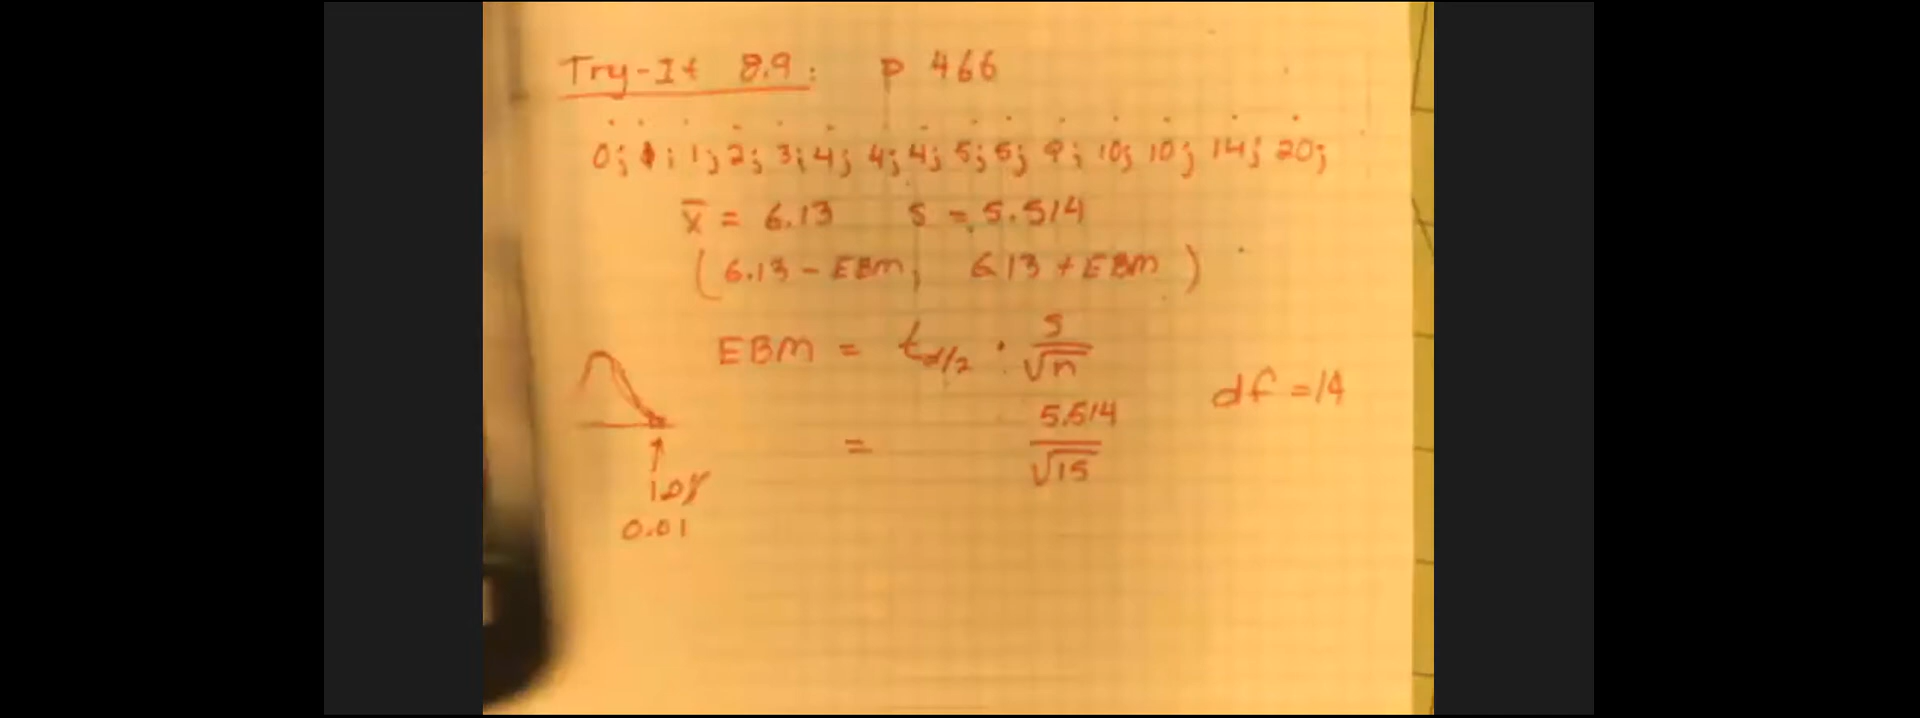 Try-It 8.9: p 466
0; 1; 1; 2; 3; 4; 4; 4; 5; 5; 9; 10; 10; 14; 20;
x̄ = 6.13 s = 5.514
(6.13 - EBM, 6.13 + EBM)
EBM = t α/2 · s/√n
df = 14
= 5.514/√15
1.0%
0.01